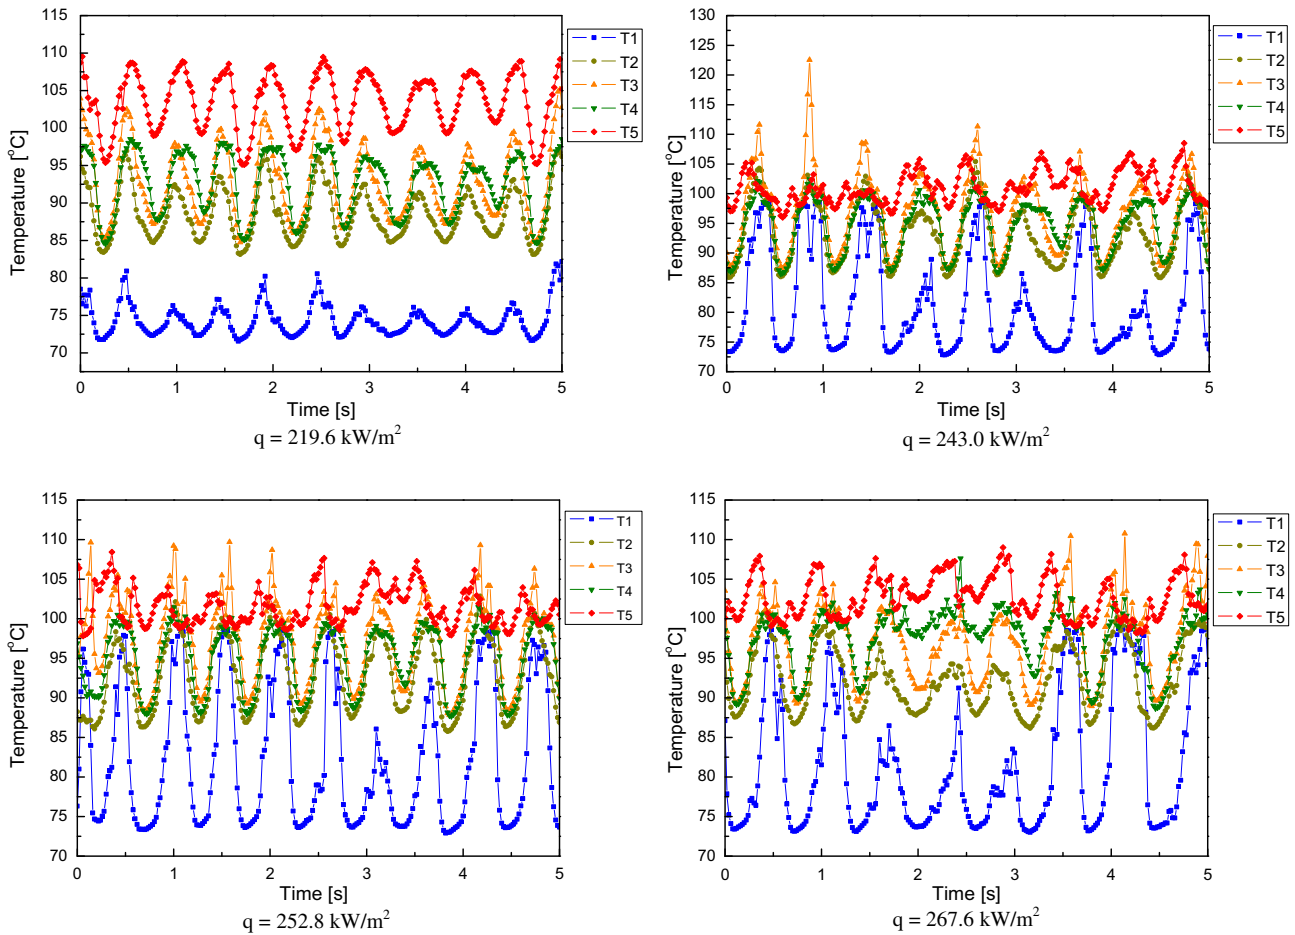 115
110
105
100
95
90
85
80
75
70
Temperature [°C]
0 1 2 3 4 5
Time [s]
T1
T2
T3
T4
T5
q = 219.6 kW/m²
130
125
120
115
110
105
100
95
90
85
80
75
70
Temperature [°C]
0 1 2 3 4 5
Time [s]
T1
T2
T3
T4
T5
q = 243.0 kW/m²
115
110
105
100
95
90
85
80
75
70
Temperature [°C]
0 1 2 3 4 5
Time [s]
T1
T2
T3
T4
T5
q = 252.8 kW/m²
115
110
105
100
95
90
85
80
75
70
Temperature [°C]
0 1 2 3 4 5
Time [s]
T1
T2
T3
T4
T5
q = 267.6 kW/m²